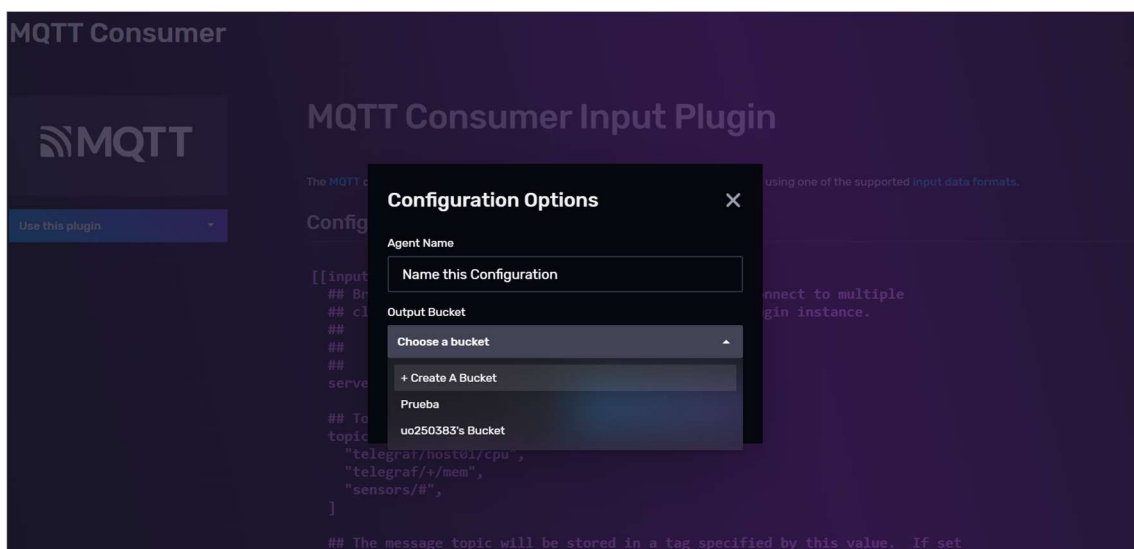 MQTT Consumer
MQTT
Use this plugin
MQTT Consumer Input Plugin
The MQTT c
using one of the supported input data formats.
Config
Configuration Options
Agent Name
Name this Configuration
Output Bucket
Choose a bucket
+ Create A Bucket
Prueba
uo250383's Bucket
[[input
## Br
nnect to multiple
## cl
gin instance.
##
##
##
serve
## To
topic
"telegraf/host01/cpu",
"telegraf/+/mem",
"sensors/#",
]
## The message topic will be stored in a tag specified by this value. If set